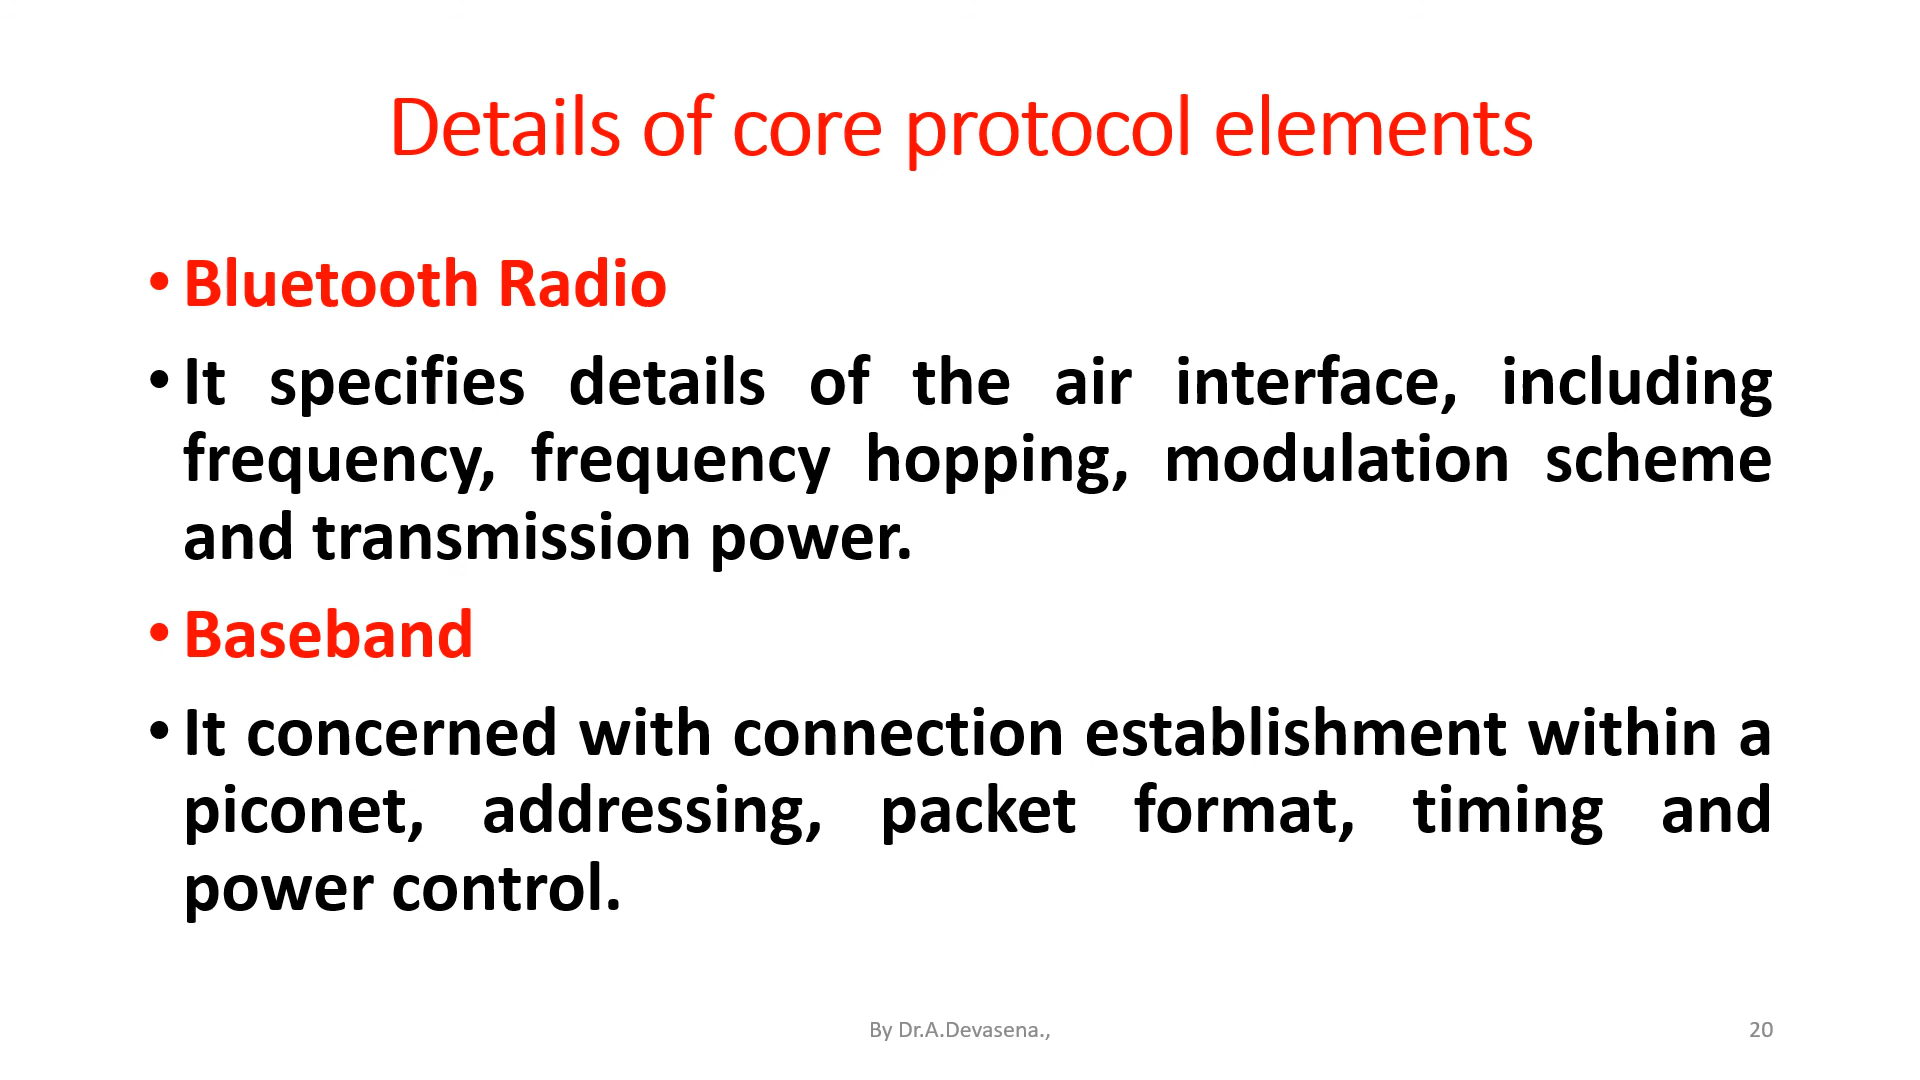 Details of core protocol elements
• Bluetooth Radio
• It specifies details of the air interface, including
frequency, frequency hopping, modulation scheme
and transmission power.
• Baseband
• It concerned with connection establishment within a
piconet, addressing, packet format, timing and
power control.
By Dr.A.Devasena.,
20